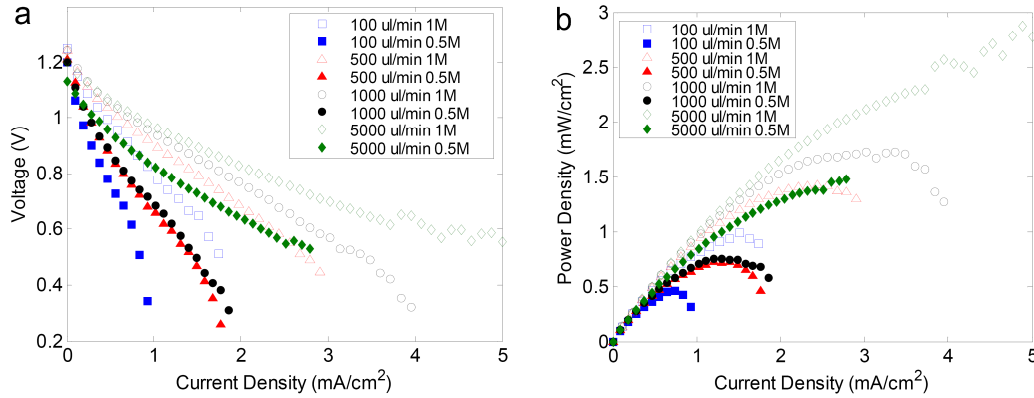 a
1.2
1
0.8
0.6
0.4
0.2
0
1
2
3
4
5
Voltage (V)
Current Density (mA/cm²)
100 ul/min 1M
100 ul/min 0.5M
500 ul/min 1M
500 ul/min 0.5M
1000 ul/min 1M
1000 ul/min 0.5M
5000 ul/min 1M
5000 ul/min 0.5M
b
3
2.5
2
1.5
1
0.5
0
0
1
2
3
4
5
Power Density (mW/cm²)
Current Density (mA/cm²)
100 ul/min 1M
100 ul/min 0.5M
500 ul/min 1M
500 ul/min 0.5M
1000 ul/min 1M
1000 ul/min 0.5M
5000 ul/min 1M
5000 ul/min 0.5M